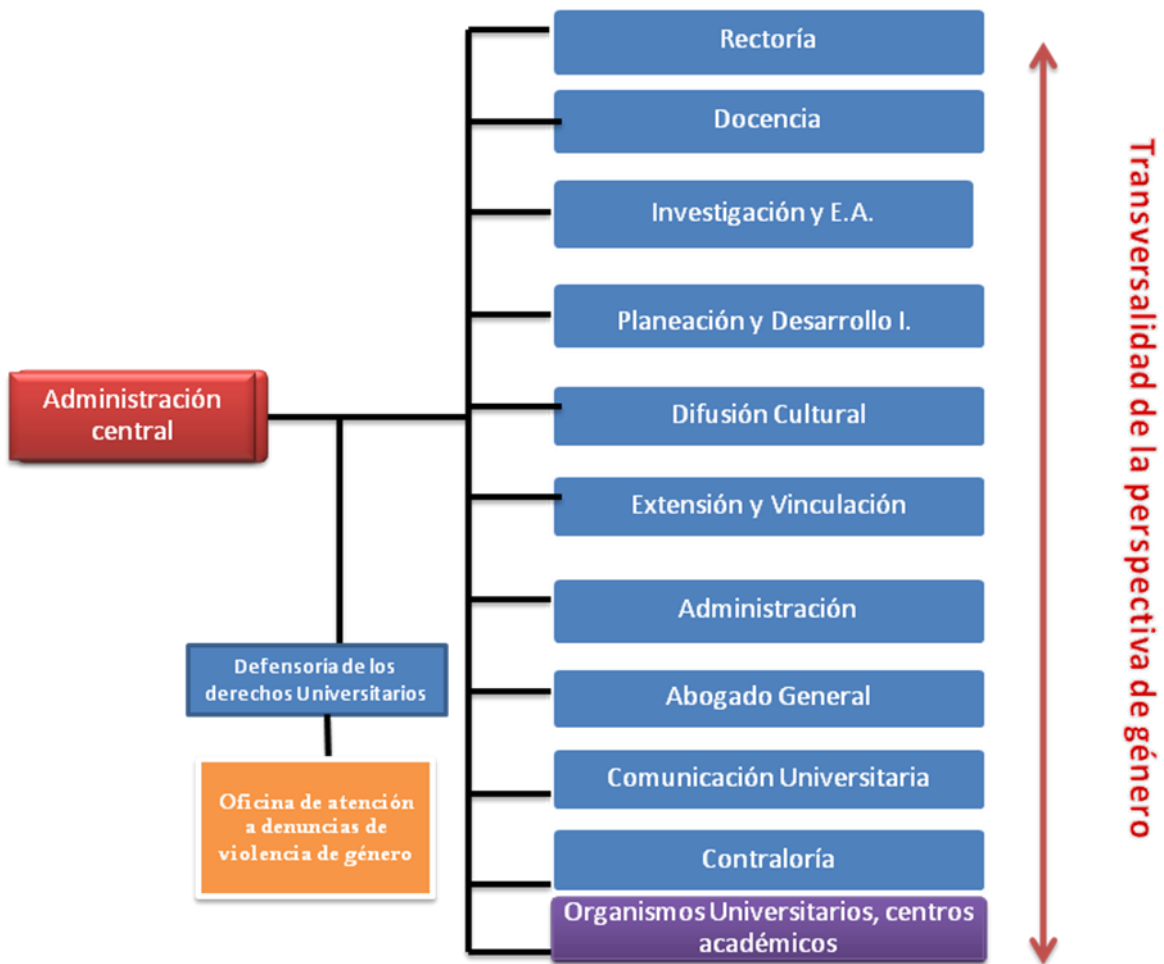 Rectoría
Docencia
Investigación y E.A.
Planeación y Desarrollo I.
Administración
central
Difusión Cultural
Extensión y Vinculación
Administración
Defensoría de los
derechos Universitarios
Abogado General
Oficina de atención
a denuncias de
violencia de género
Comunicación Universitaria
Contraloría
Organismos Universitarios, centros
académicos
Transversalidad de la perspectiva de género